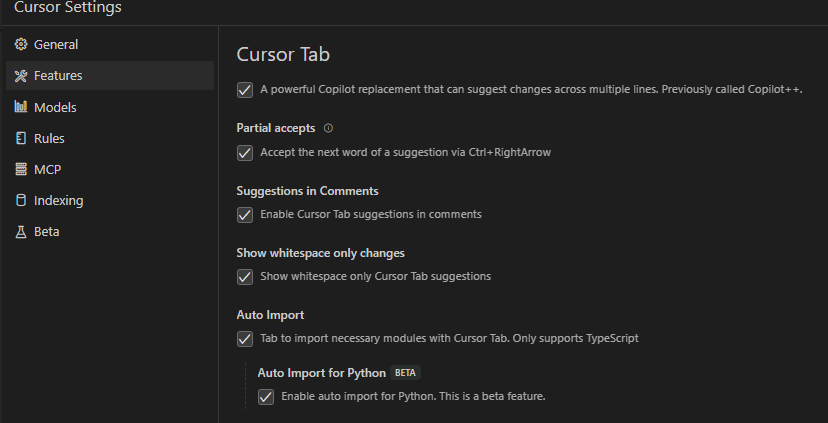 Cursor Settings
General
Features
Models
Rules
MCP
Indexing
Beta
Cursor Tab
A powerful Copilot replacement that can suggest changes across multiple lines. Previously called Copilot++.
Partial accepts
Accept the next word of a suggestion via Ctrl+RightArrow
Suggestions in Comments
Enable Cursor Tab suggestions in comments
Show whitespace only changes
Show whitespace only Cursor Tab suggestions
Auto Import
Tab to import necessary modules with Cursor Tab. Only supports TypeScript
Auto Import for Python BETA
Enable auto import for Python. This is a beta feature.